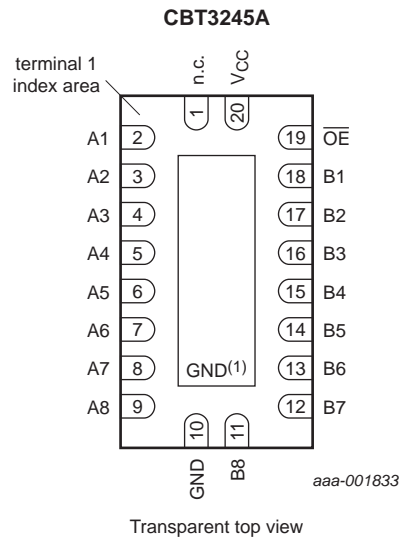 CBT3245A
terminal 1
index area
n.c.
VCC
1
20
A1 2
19 O̅E̅
A2 3
18 B1
A3 4
17 B2
A4 5
16 B3
A5 6
15 B4
A6 7
14 B5
A7 8
13 B6
A8 9
12 B7
GND(1)
10
11
GND
B8
aaa-001833
Transparent top view